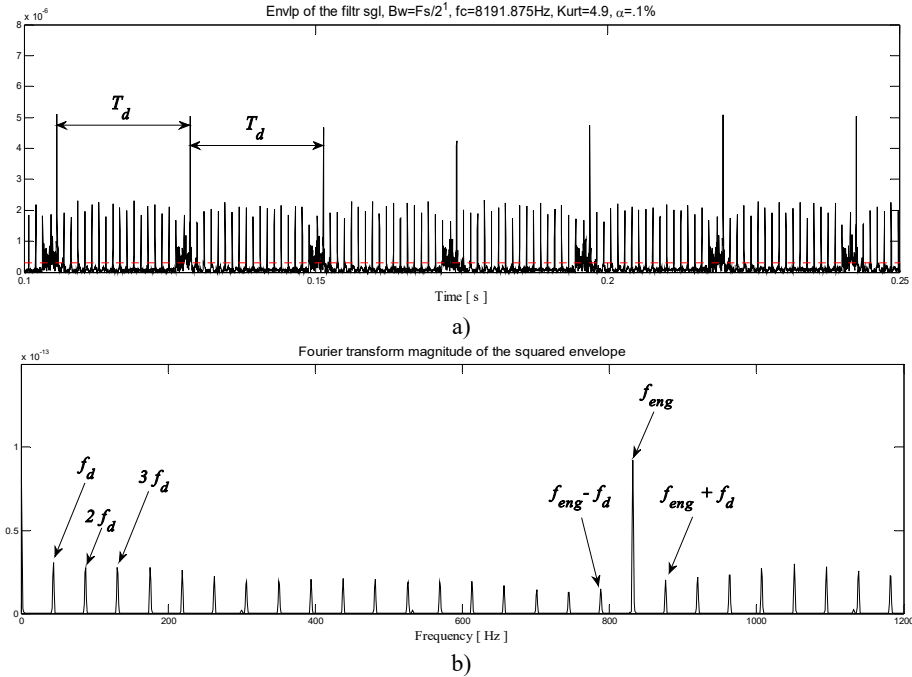 Envlp of the filtr sgl, Bw=Fs/2¹, fc=8191.875Hz, Kurt=4.9, α=.1%
x 10⁻⁶
8
7
6
5
4
3
2
1
0
T_d
T_d
0.1
0.15
0.2
0.25
Time [ s ]
a)
Fourier transform magnitude of the squared envelope
x 10⁻¹³
1
0.5
0
f_d
2 f_d
3 f_d
f_eng - f_d
f_eng
f_eng + f_d
0
200
400
600
800
1000
1200
Frequency [ Hz ]
b)